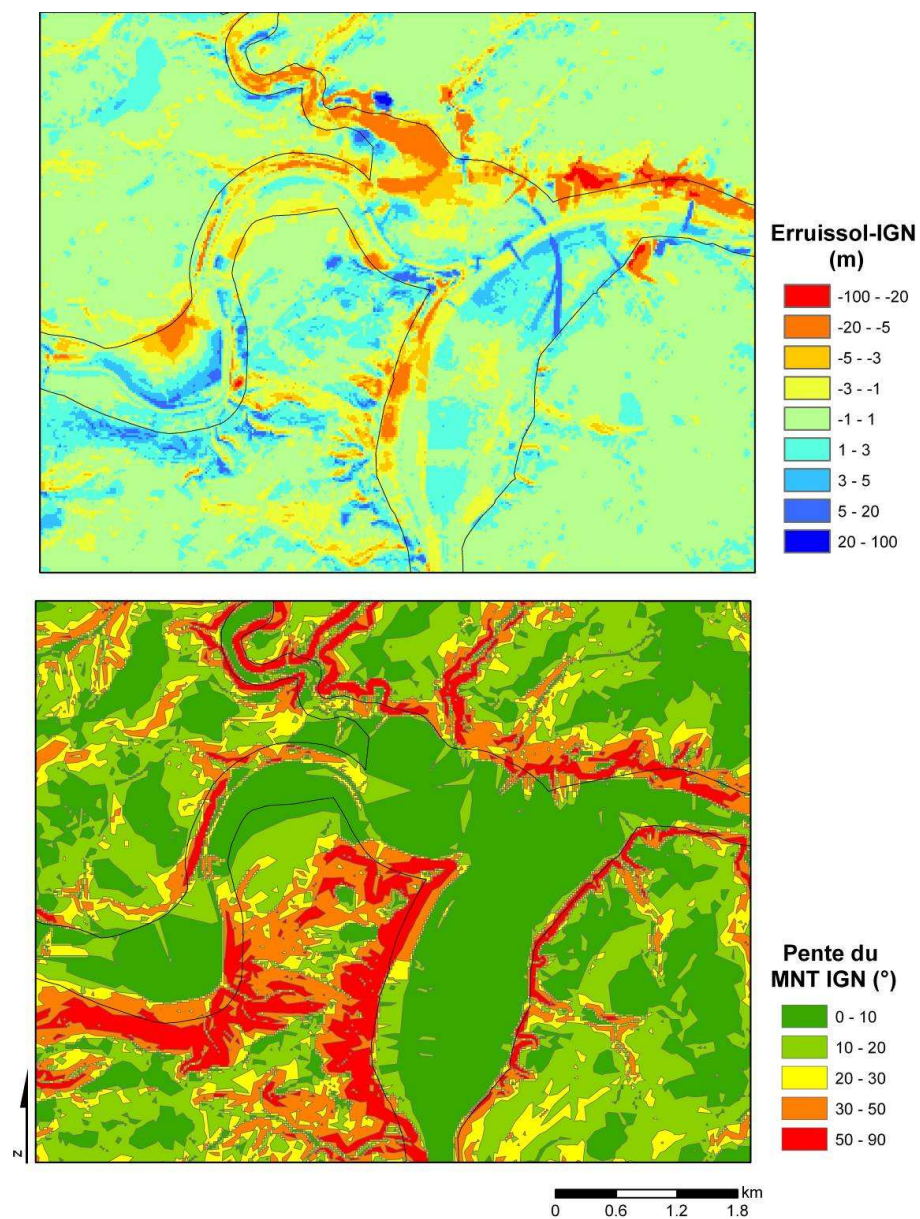 Erruissol-IGN
(m)
-100 - -20
-20 - -5
-5 - -3
-3 - -1
-1 - 1
1 - 3
3 - 5
5 - 20
20 - 100
Pente du
MNT IGN (°)
0 - 10
10 - 20
20 - 30
30 - 50
50 - 90
z
km
0 0.6 1.2 1.8